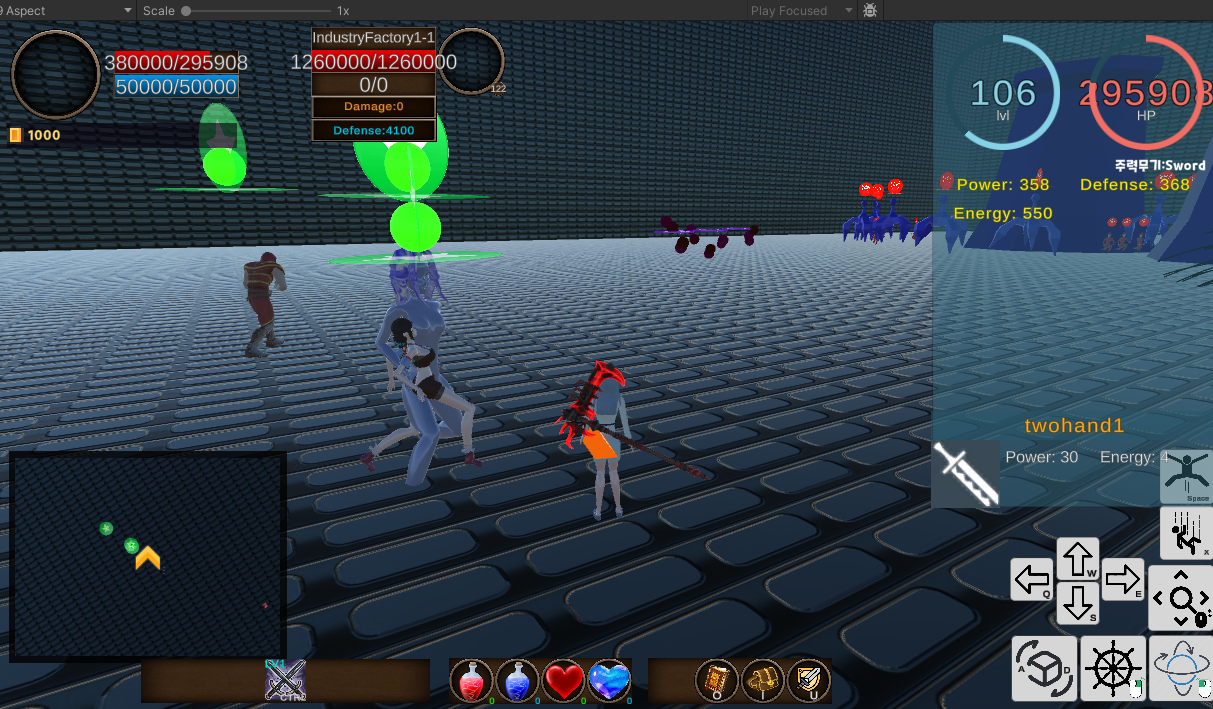 9 Aspect
Scale
1x
Play Focused
380000/295908
50000/50000
1000
IndustryFactory1-1
1260000/1260000
0/0
Damage:0
Defense:4100
122
106
lvl
295908
HP
주력무기:Sword
Power: 358
Defense: 368
Energy: 550
twohand1
Power: 30
Energy: 4
Space
X
W
Q
E
S
A
D
LV1
CTRL
0
0
0
0
O
U